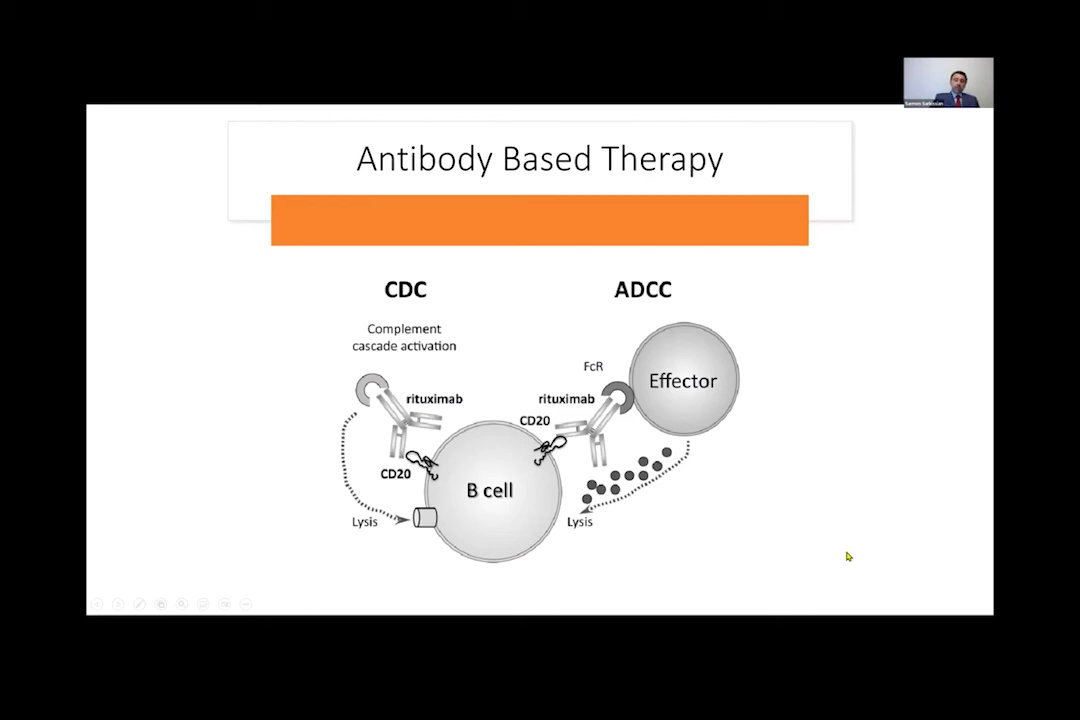 Antibody Based Therapy
CDC
ADCC
Complement
cascade activation
FcR
Effector
rituximab
rituximab
CD20
CD20
B cell
Lysis
Lysis